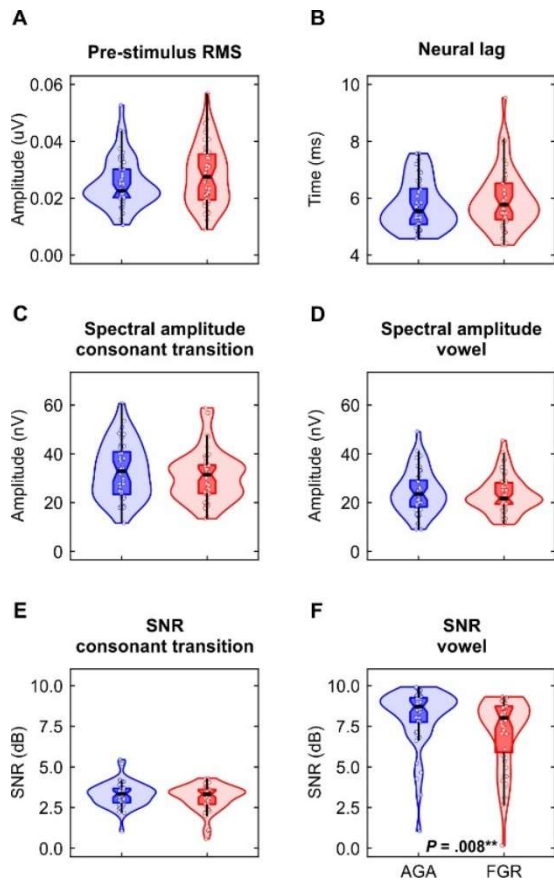 A
Pre-stimulus RMS
Amplitude (uV)
0.06
0.04
0.02
0.00
B
Neural lag
Time (ms)
10
8
6
4
C
Spectral amplitude
consonant transition
Amplitude (nV)
60
40
20
0
D
Spectral amplitude
vowel
Amplitude (nV)
60
40
20
0
E
SNR
consonant transition
SNR (dB)
10.0
7.5
5.0
2.5
0.0
F
SNR
vowel
SNR (dB)
10.0
7.5
5.0
2.5
0.0
P = .008**
AGA FGR